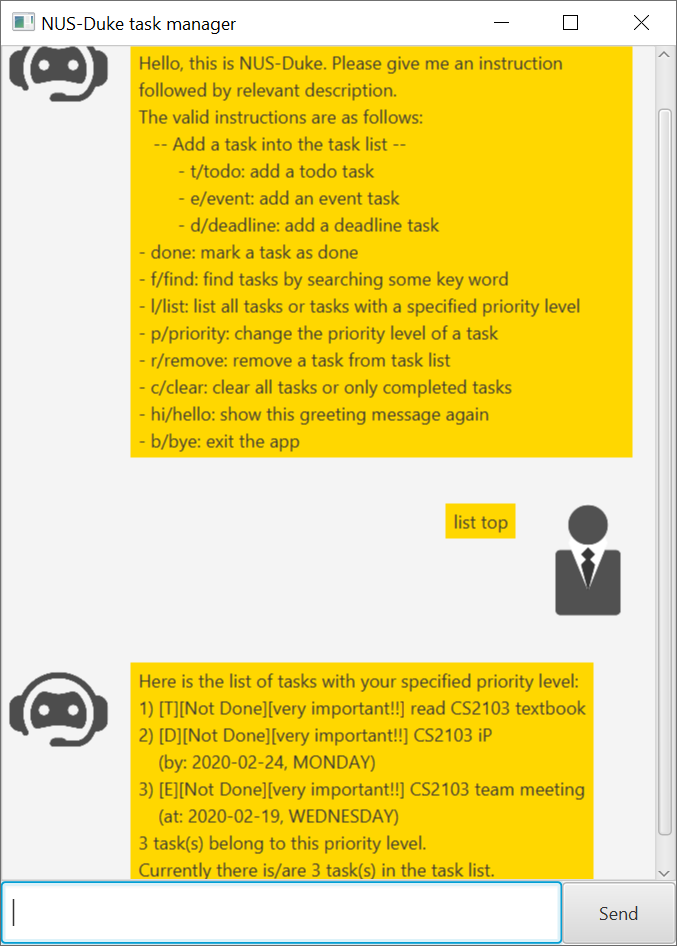 NUS-Duke task manager
Hello, this is NUS-Duke. Please give me an instruction
followed by relevant description.
The valid instructions are as follows:
-- Add a task into the task list --
- t/todo: add a todo task
- e/event: add an event task
- d/deadline: add a deadline task
- done: mark a task as done
- f/find: find tasks by searching some key word
- l/list: list all tasks or tasks with a specified priority level
- p/priority: change the priority level of a task
- r/remove: remove a task from task list
- c/clear: clear all tasks or only completed tasks
- hi/hello: show this greeting message again
- b/bye: exit the app
list top
Here is the list of tasks with your specified priority level:
1) [T][Not Done][very important!!] read CS2103 textbook
2) [D][Not Done][very important!!] CS2103 iP
(by: 2020-02-24, MONDAY)
3) [E][Not Done][very important!!] CS2103 team meeting
(at: 2020-02-19, WEDNESDAY)
3 task(s) belong to this priority level.
Currently there is/are 3 task(s) in the task list.
Send